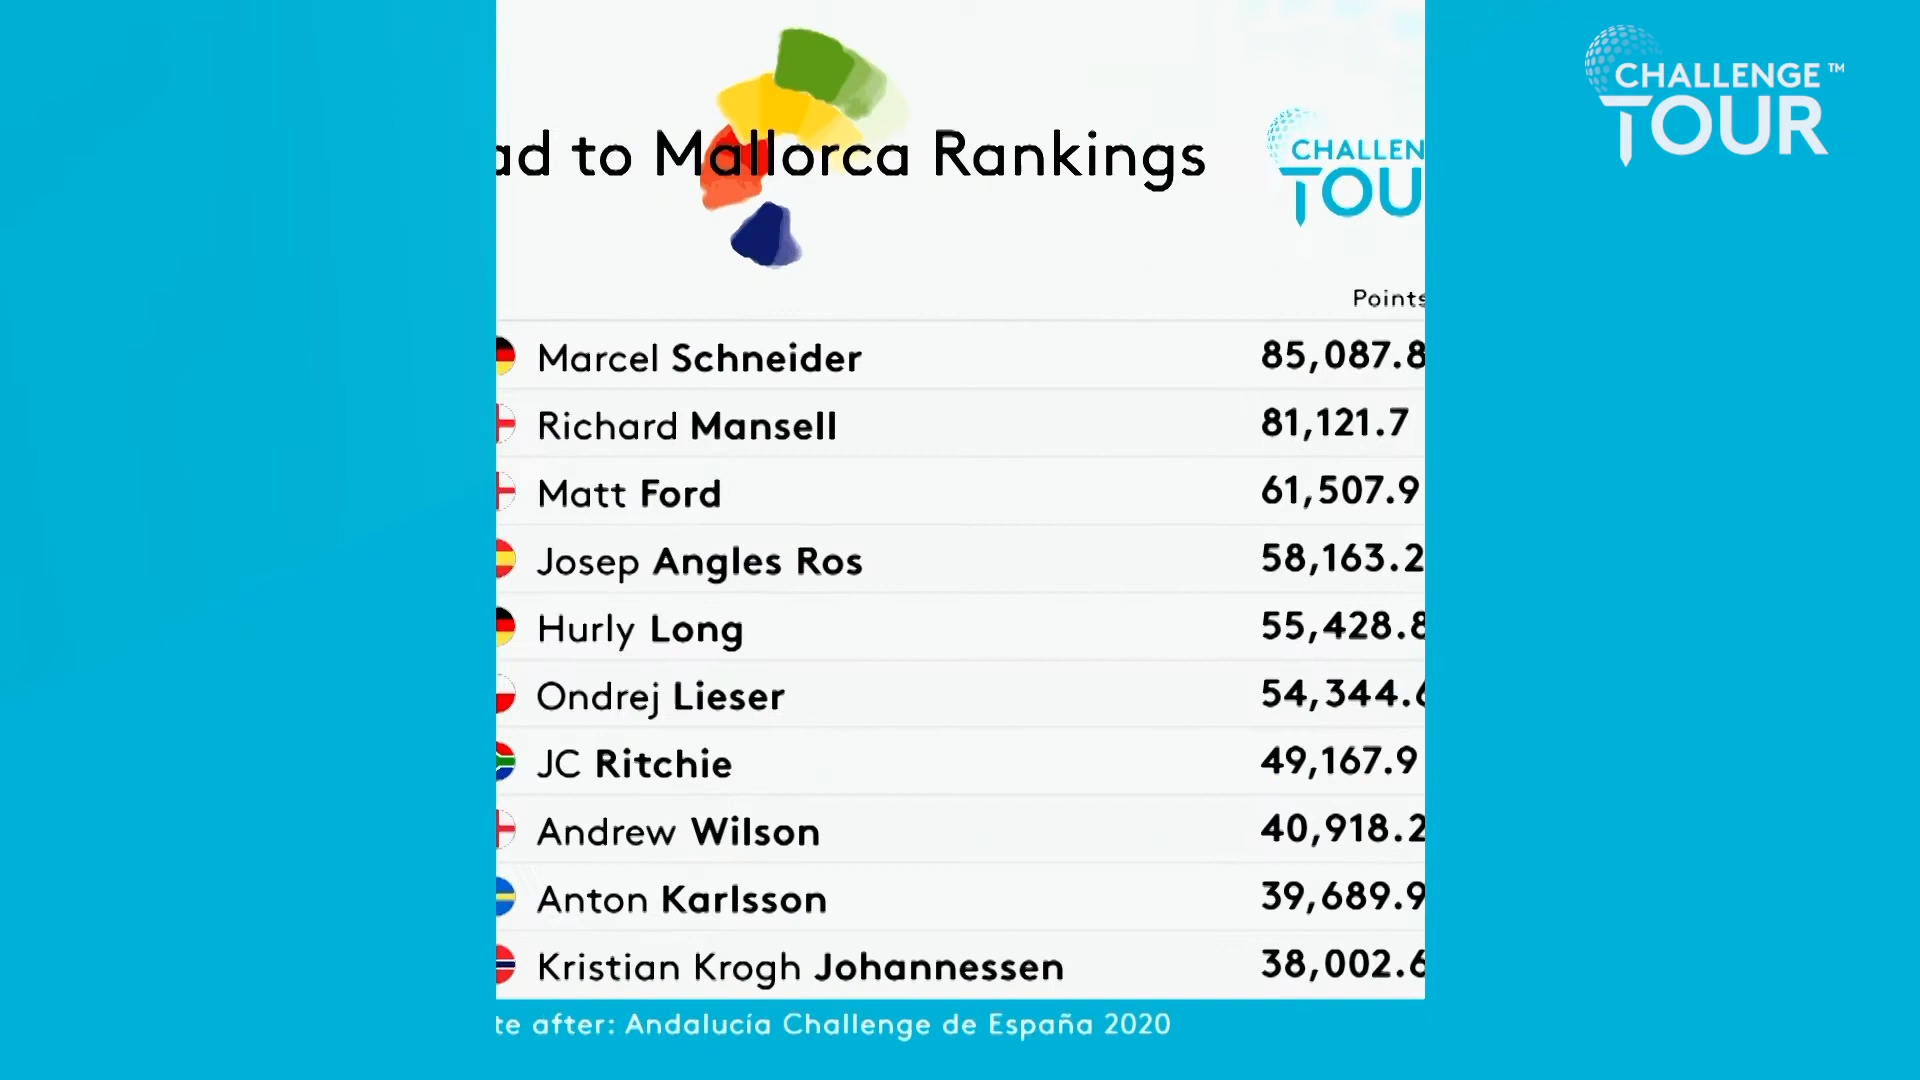 CHALLENGE™
TOUR
ad to Mallorca Rankings
CHALLEN
TOU
Points
Marcel Schneider 85,087.8
Richard Mansell 81,121.7
Matt Ford 61,507.9
Josep Angles Ros 58,163.2
Hurly Long 55,428.8
Ondrej Lieser 54,344.6
JC Ritchie 49,167.9
Andrew Wilson 40,918.2
Anton Karlsson 39,689.9
Kristian Krogh Johannessen 38,002.6
te after: Andalucía Challenge de España 2020